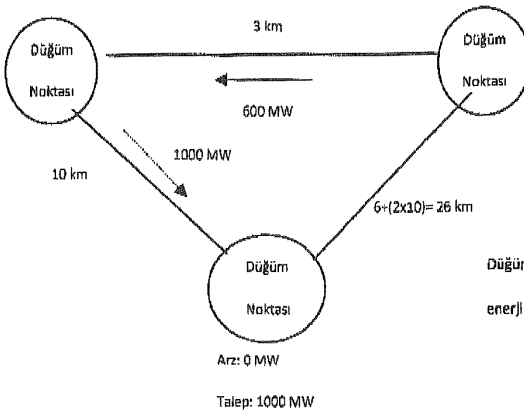 3 km
Düğüm
Noktası
Düğüm
Noktası
600 MW
1000 MW
10 km
6+(2x10)= 26 km
Düğüm
Noktası
Düğüm
enerji
Arz: 0 MW
Talep: 1000 MW